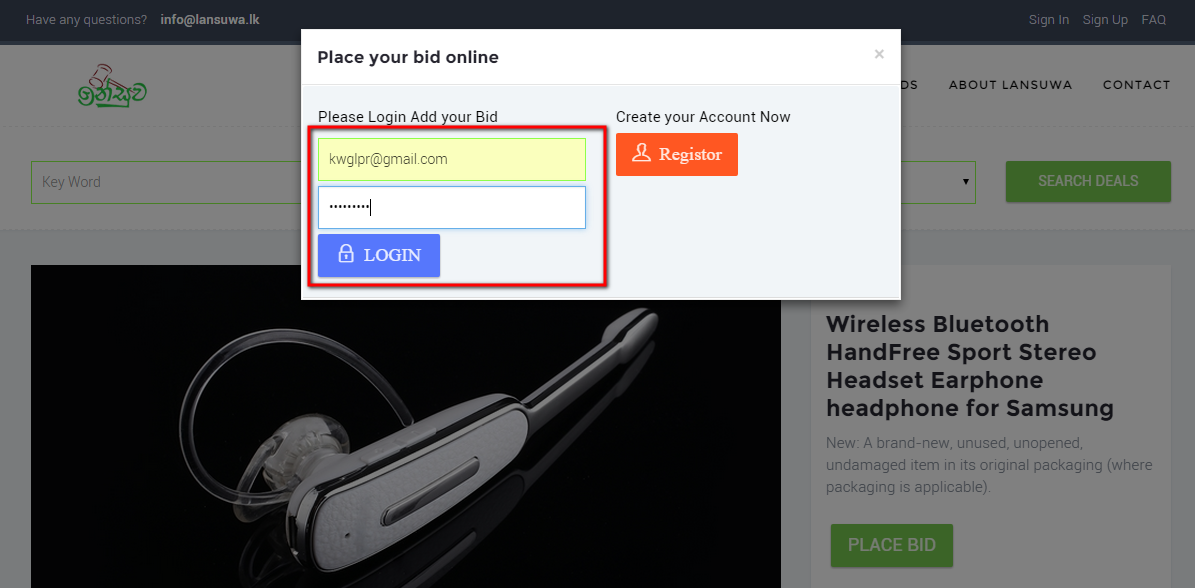 Have any questions? info@lansuwa.lk
Sign In Sign Up FAQ
Place your bid online
×
ඉන්සුව
DS ABOUT LANSUWA CONTACT
Please Login Add your Bid
kwglpr@gmail.com
•••••••••
LOGIN
Create your Account Now
Registor
Key Word
SEARCH DEALS
Wireless Bluetooth
HandFree Sport Stereo
Headset Earphone
headphone for Samsung
New: A brand-new, unused, unopened,
undamaged item in its original packaging (where
packaging is applicable).
PLACE BID